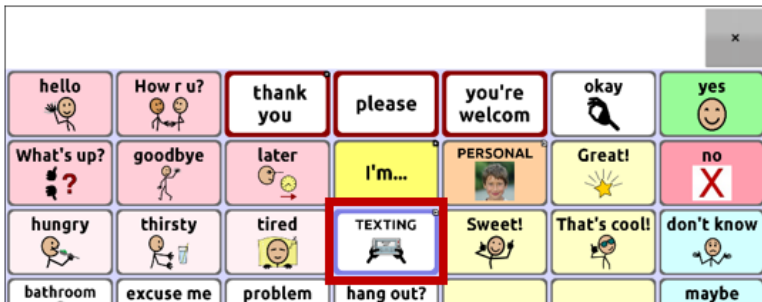 x
hello
How r u?
thank
you
please
you're
welcom
okay
yes
What's up?
goodbye
later
I'm...
PERSONAL
Great!
no
X
hungry
thirsty
tired
TEXTING
Sweet!
That's cool!
don't know
bathroom
excuse me
problem
hang out?
maybe